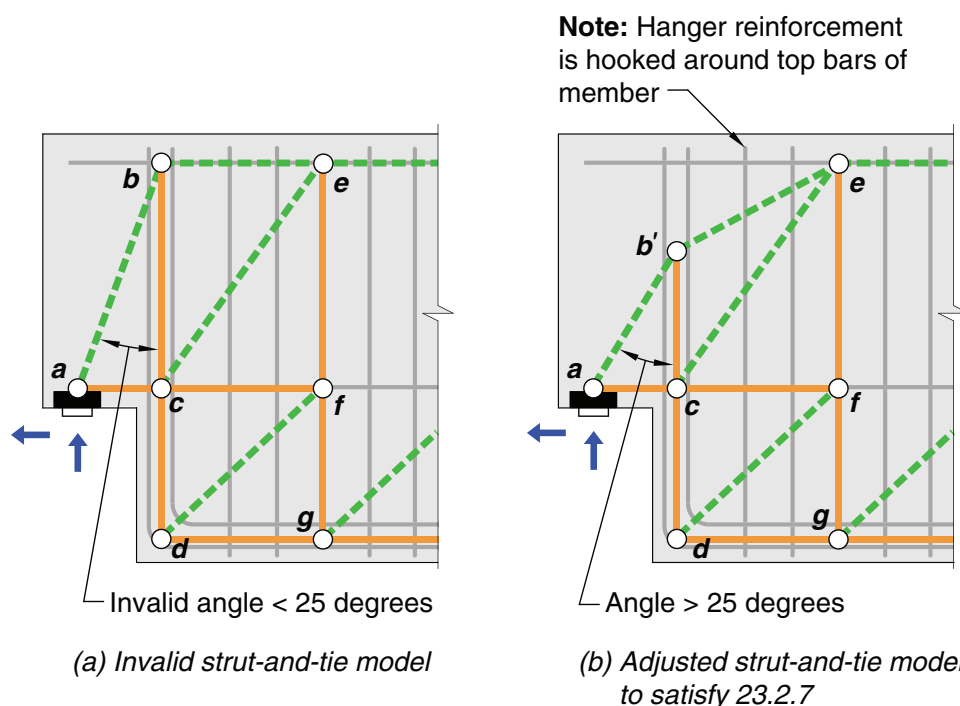 Note: Hanger reinforcement
is hooked around top bars of
member
b
e
a
c
f
d
g
Invalid angle < 25 degrees
(a) Invalid strut-and-tie model
e
b'
a
c
f
d
g
Angle > 25 degrees
(b) Adjusted strut-and-tie model
to satisfy 23.2.7